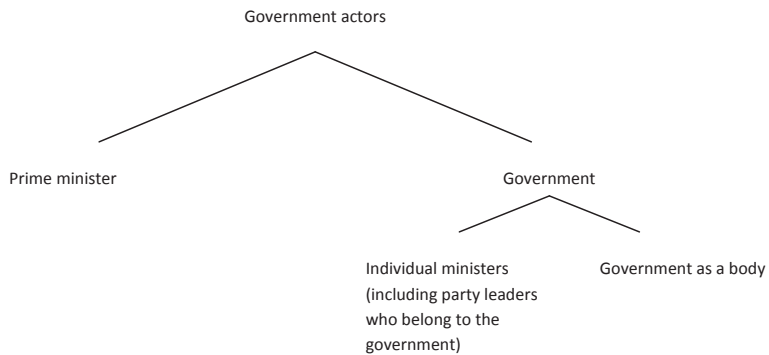 Government actors
Prime minister
Government
Individual ministers
(including party leaders
who belong to the
government)
Government as a body